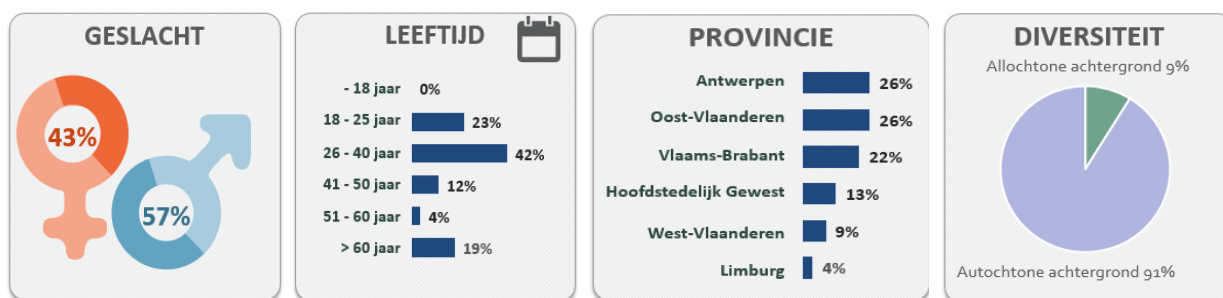 GESLACHT
43%
57%
LEEFTIJD
- 18 jaar 0%
18 - 25 jaar 23%
26 - 40 jaar 42%
41 - 50 jaar 12%
51 - 60 jaar 4%
> 60 jaar 19%
PROVINCIE
Antwerpen 26%
Oost-Vlaanderen 26%
Vlaams-Brabant 22%
Hoofdstedelijk Gewest 13%
West-Vlaanderen 9%
Limburg 4%
DIVERSITEIT
Allochtone achtergrond 9%
Autochtone achtergrond 91%